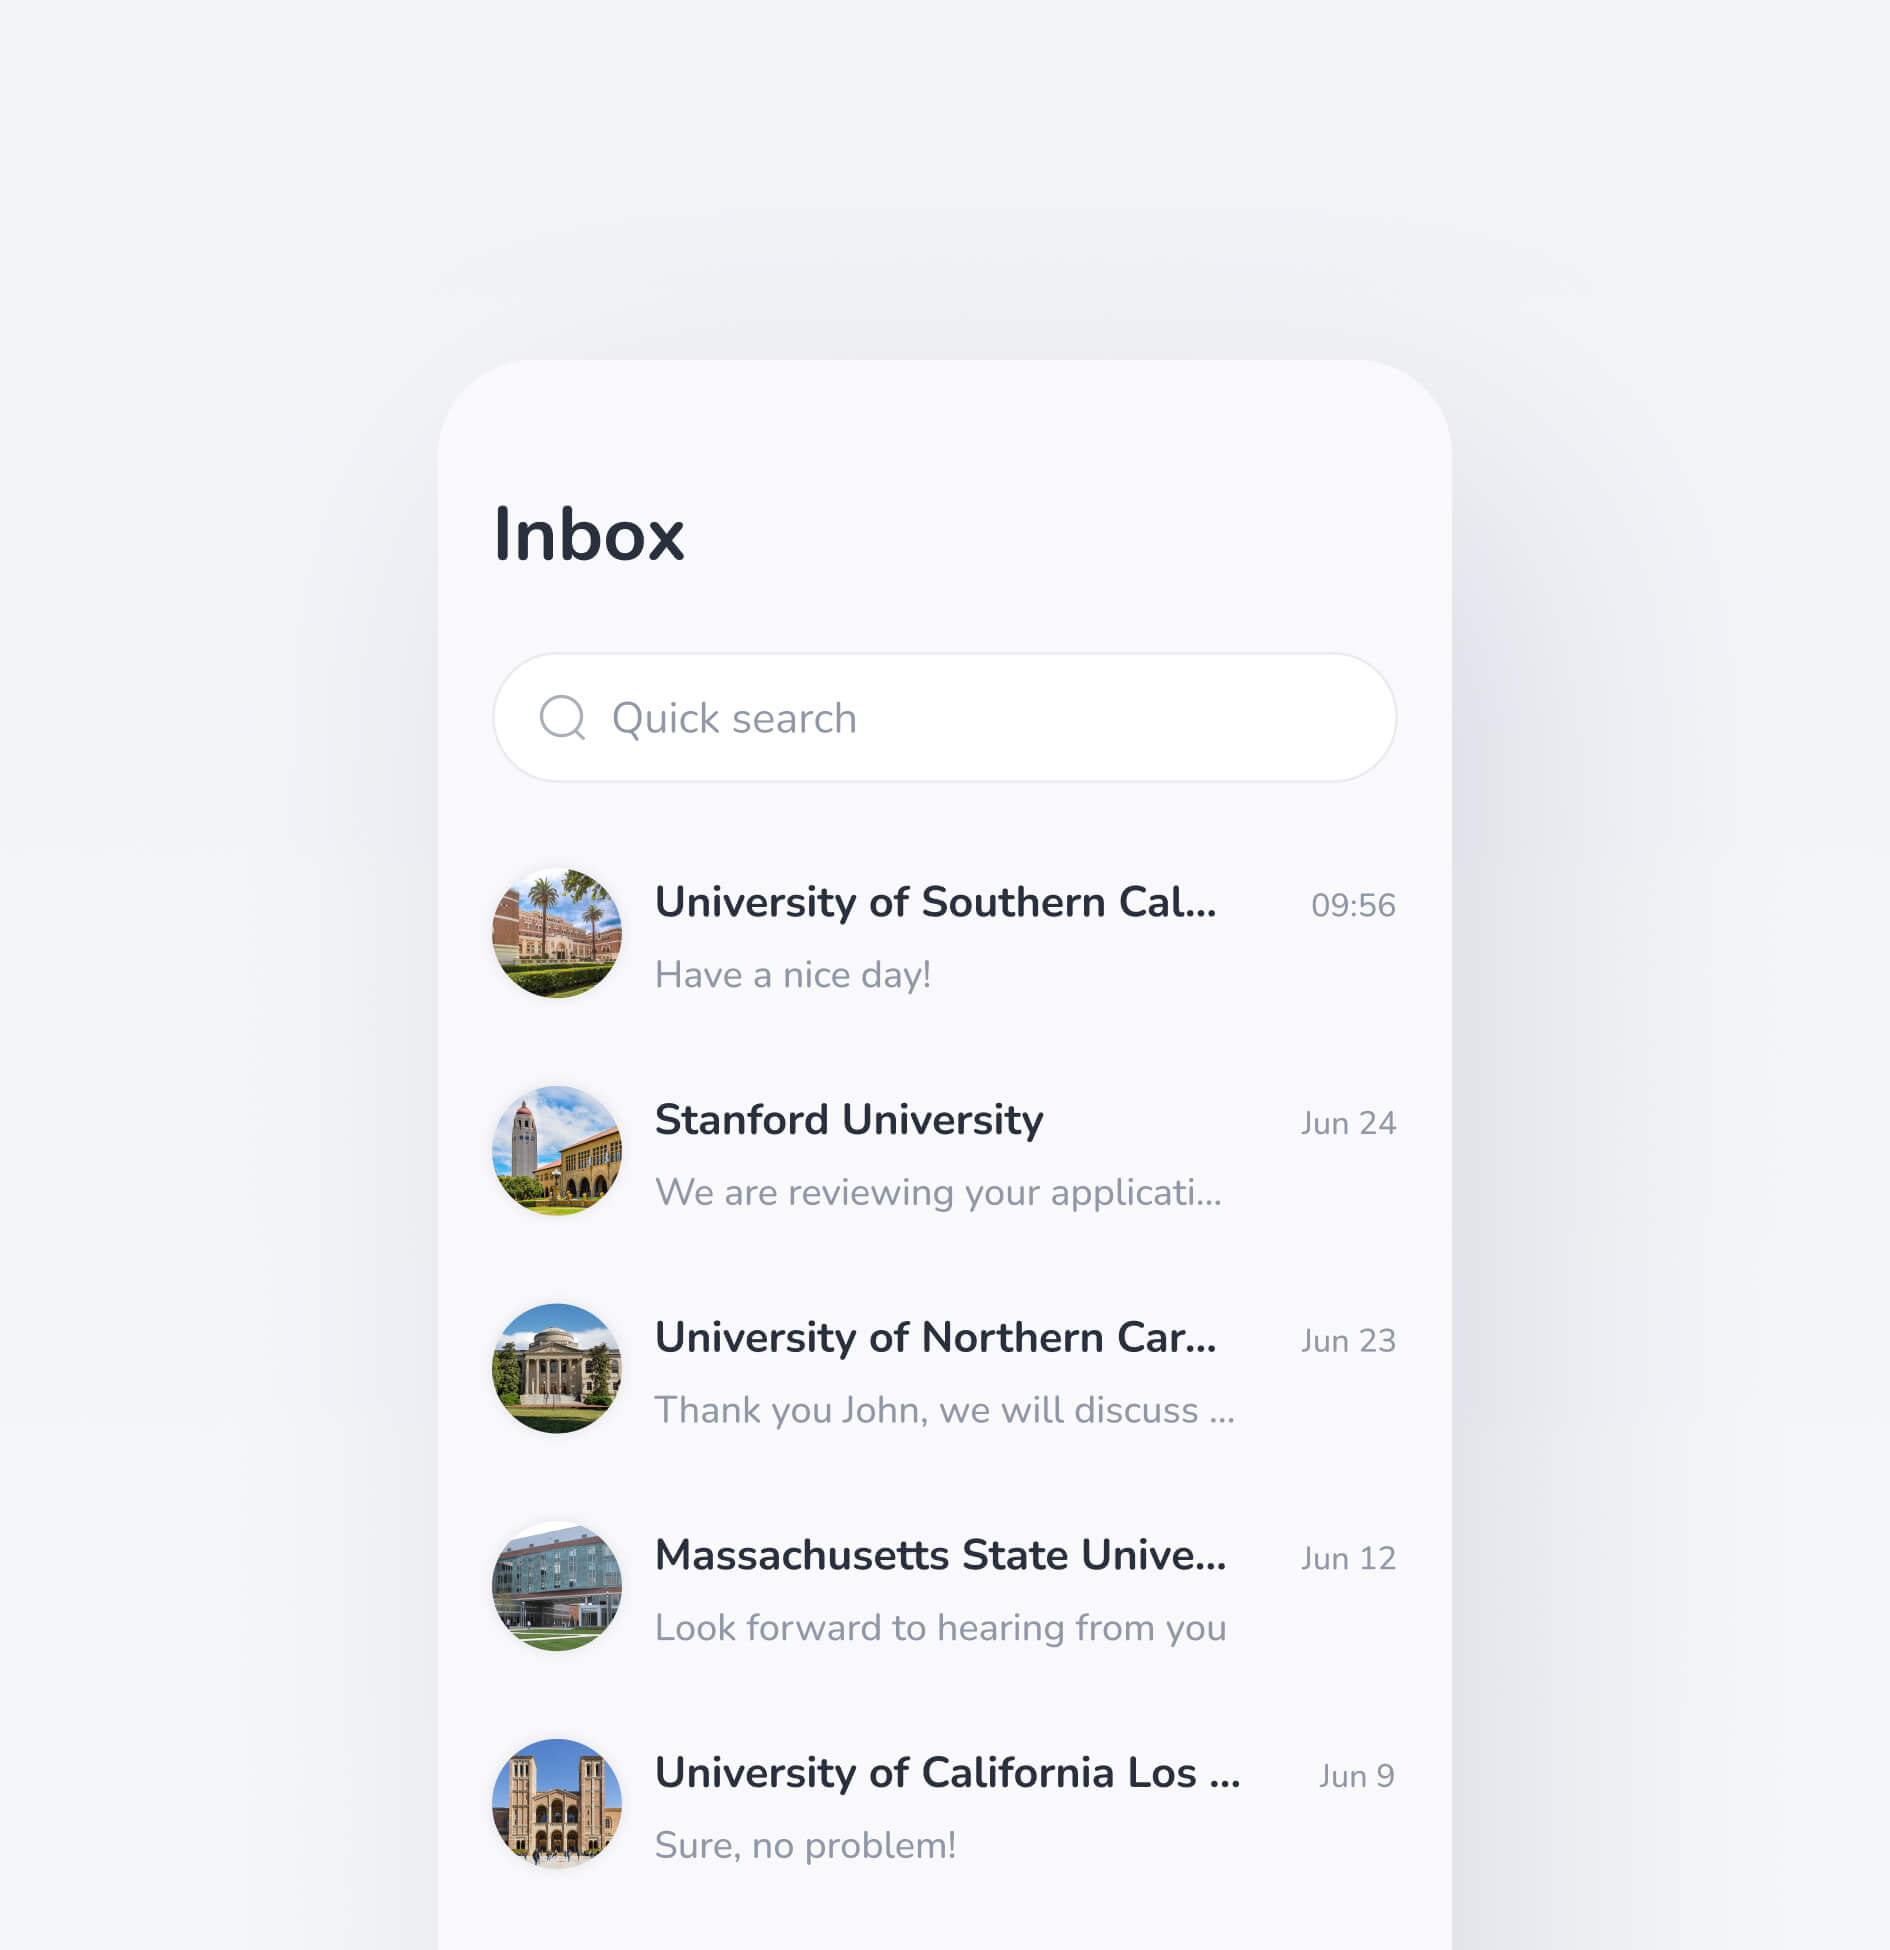 Inbox
Quick search
University of Southern Cal...
09:56
Have a nice day!
Stanford University
Jun 24
We are reviewing your applicati...
University of Northern Car...
Jun 23
Thank you John, we will discuss ...
Massachusetts State Unive...
Jun 12
Look forward to hearing from you
University of California Los ...
Jun 9
Sure, no problem!